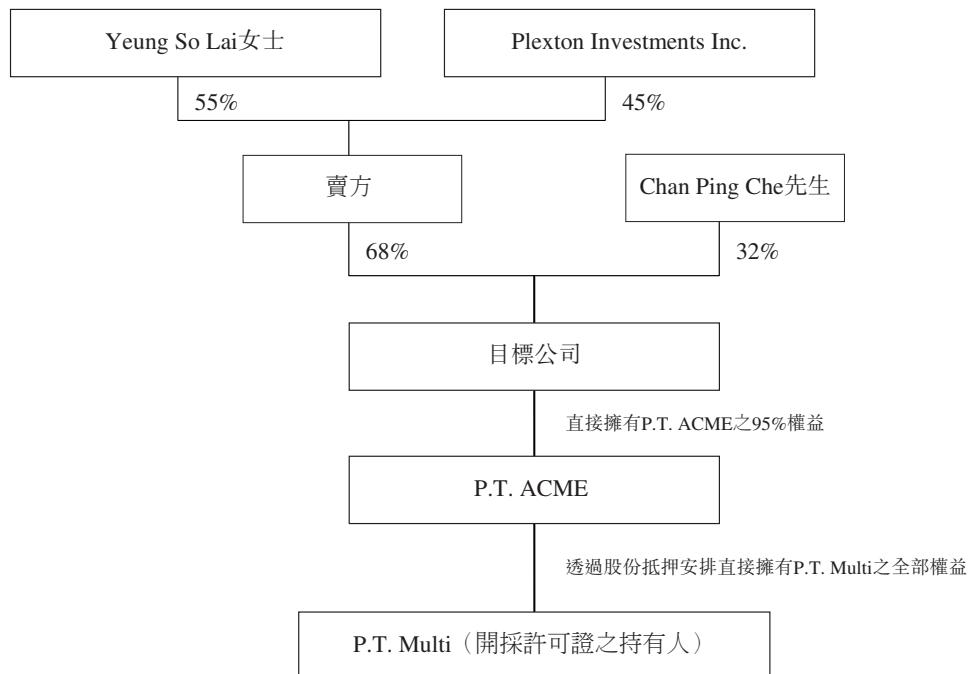 Yeung So Lai女士
Plexton Investments Inc.
55%
45%
賣方
Chan Ping Che先生
68%
32%
目標公司
直接擁有P.T. ACME之95%權益
P.T. ACME
透過股份抵押安排直接擁有P.T. Multi之全部權益
P.T. Multi（開採許可證之持有人）